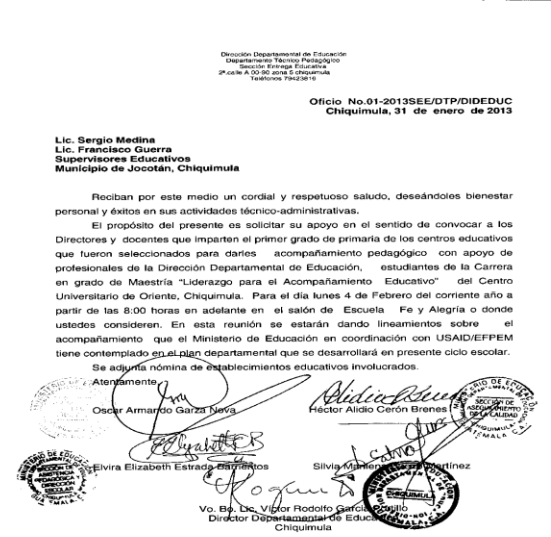 Dirección Departamental de Educación
Departamento Técnico Pedagógico
Sección Entrega Educativa
2ª.calle A 00-90 zona 5 chiquimula
Teléfonos 79423816
Oficio No.01-2013SEE/DTP/DIDEDUC
Chiquimula, 31 de enero de 2013
Lic. Sergio Medina
Lic. Francisco Guerra
Supervisores Educativos
Municipio de Jocotán, Chiquimula
Reciban por este medio un cordial y respetuoso saludo, deseándoles bienestar
personal y éxitos en sus actividades técnico-administrativas.
El propósito del presente es solicitar su apoyo en el sentido de convocar a los
Directores y docentes que imparten el primer grado de primaria de los centros educativos
que fueron seleccionados para darles acompañamiento pedagógico con apoyo de
profesionales de la Dirección Departamental de Educación, estudiantes de la Carrera
en grado de Maestría "Liderazgo para el Acompañamiento Educativo" del Centro
Universitario de Oriente, Chiquimula. Para el día lunes 4 de Febrero del corriente año a
partir de las 8:00 horas en adelante en el salón de Escuela Fe y Alegría o donde
ustedes consideren. En esta reunión se estarán dando lineamientos sobre el
acompañamiento que el Ministerio de Educación en coordinación con USAID/EFPEM
tiene contemplado en el plan departamental que se desarrollará en presente ciclo escolar.
Se adjunta nómina de establecimientos educativos involucrados.
Atentamente,
Oscar Armando Garza Nova Héctor Alidio Cerón Brenes
SECCIÓN DE
ASEGURAMIENTO
DE LA CALIDAD
Elvira Elizabeth Estrada Barrientos Silvia Martínez
CHIQUIMULA
Vo. Bo. Lic. Víctor Rodolfo García
Director Departamental de
Chiquimula